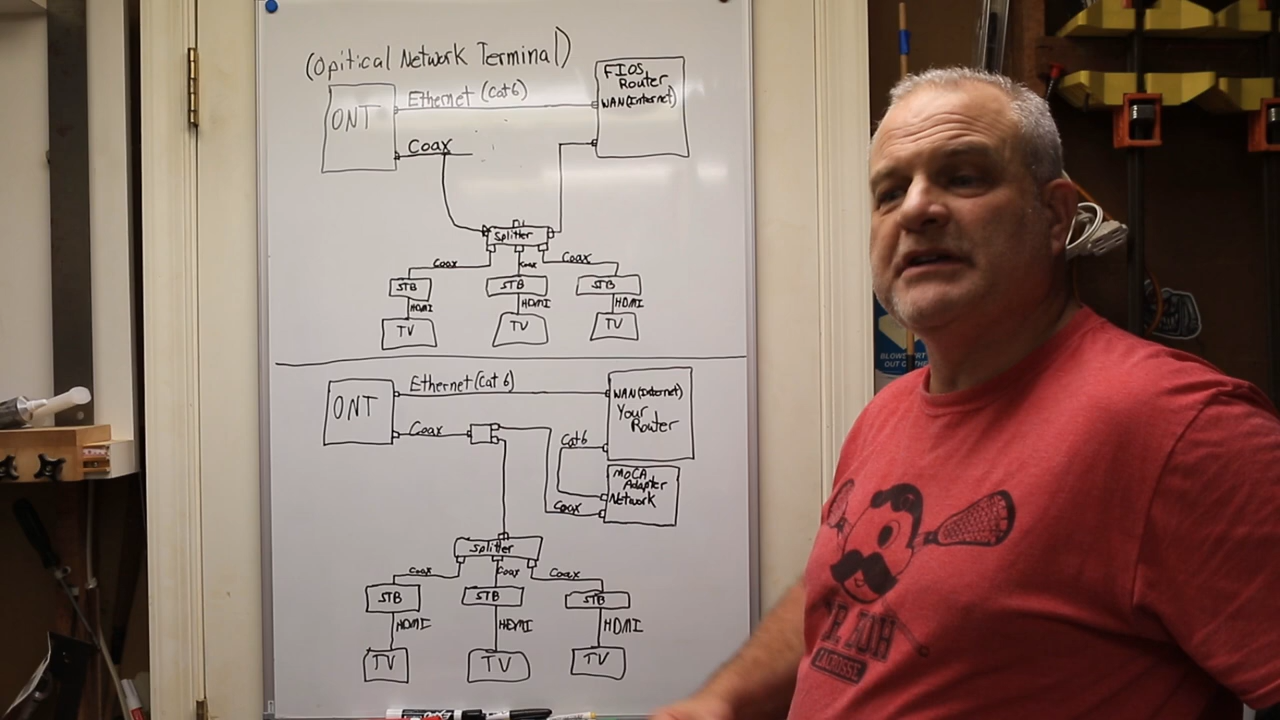 (Opitical Network Terminal)
ONT
Ethernet (Cat6)
FIOS
Router
WAN(Internet)
Coax
Splitter
Coax
Coax
Coax
STB
STB
STB
HDMI
HDMI
HDMI
TV
TV
TV
ONT
Ethernet (Cat 6)
WAN(Internet)
Your
Router
Coax
Cat6
MoCA
Adapter
Network
Coax
Splitter
Coax
Coax
Coax
STB
STB
STB
HDMI
HDMI
HDMI
TV
TV
TV
LACROSSE